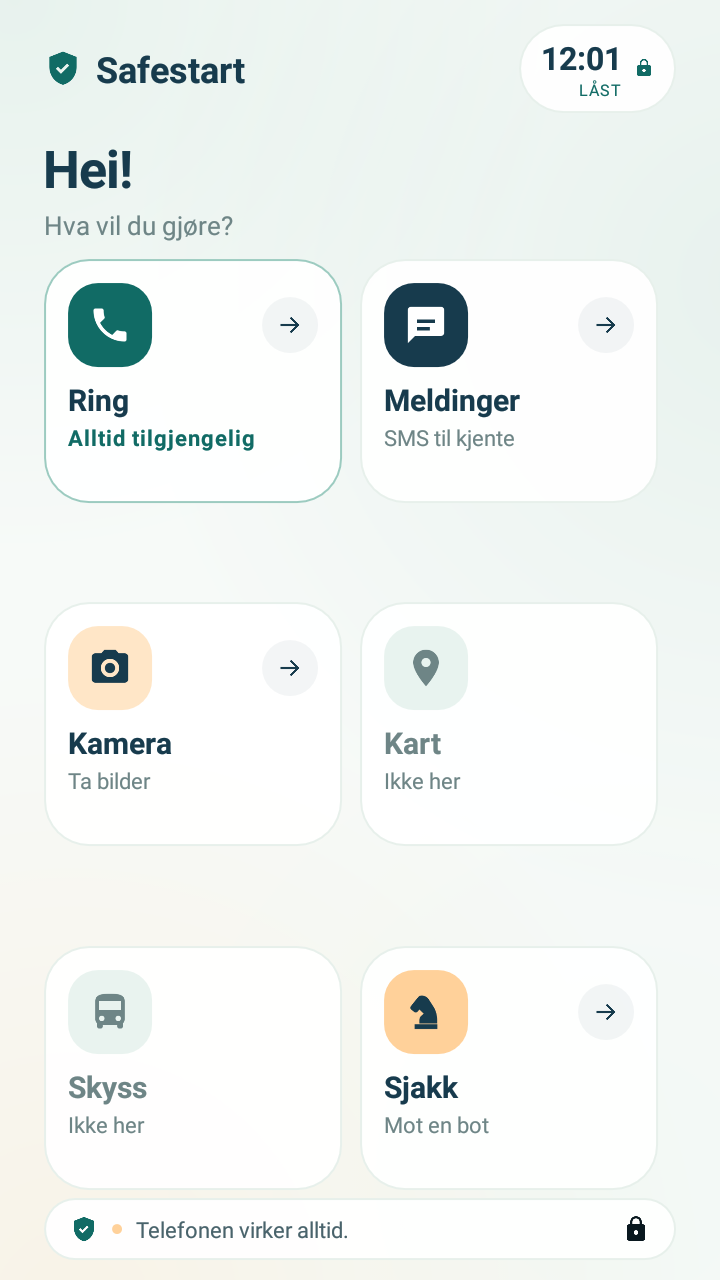 Safestart
12:01
LÅST
Hei!
Hva vil du gjøre?
Ring
Alltid tilgjengelig
Meldinger
SMS til kjente
Kamera
Ta bilder
Kart
Ikke her
Skyss
Ikke her
Sjakk
Mot en bot
Telefonen virker alltid.